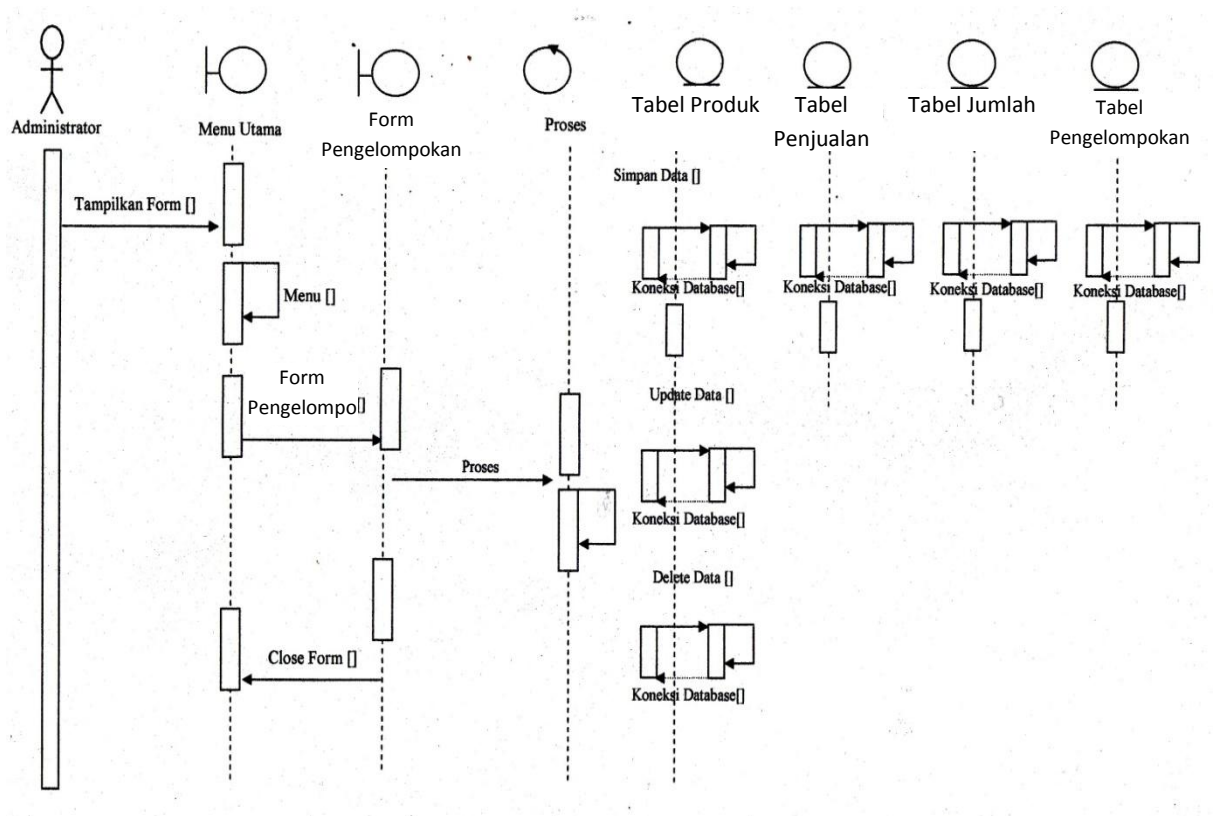 Administrator
Menu Utama
Form
Pengelompokan
Proses
Tabel Produk
Tabel
Penjualan
Tabel Jumlah
Tabel
Pengelompokan
Tampilkan Form []
Menu []
Form
Pengelompo[]
Proses
Close Form []
Simpan Data []
Koneksi Database[]
Koneksi Database[]
Koneksi Database[]
Koneksi Database[]
Update Data []
Koneksi Database[]
Delete Data []
Koneksi Database[]